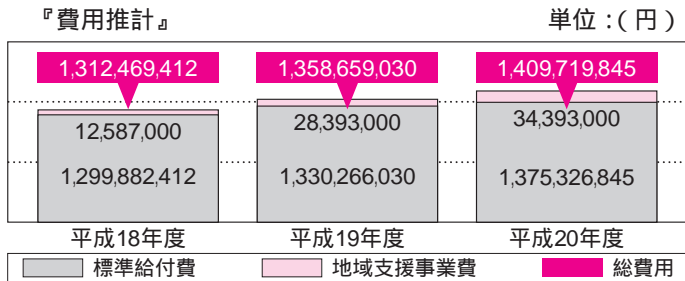 『費用推計』 単位：(円)
1,312,469,412 1,358,659,030 1,409,719,845
12,587,000 28,393,000 34,393,000
1,299,882,412 1,330,266,030 1,375,326,845
平成18年度 平成19年度 平成20年度
標準給付費 地域支援事業費 総費用